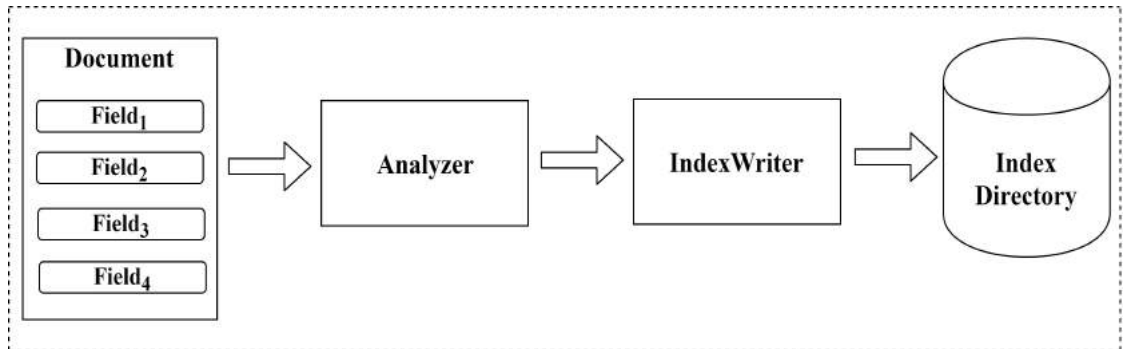 Document
Field1
Field2
Field3
Field4
Analyzer
IndexWriter
Index
Directory